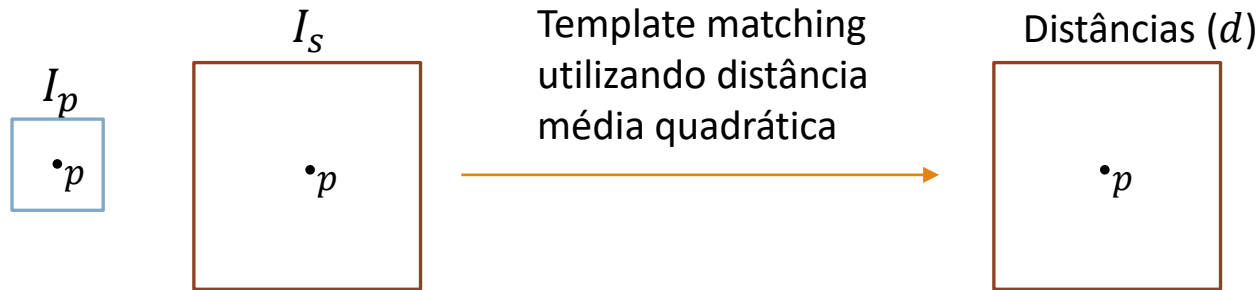 I_p
p
I_s
p
Template matching
utilizando distância
média quadrática
Distâncias (d)
p